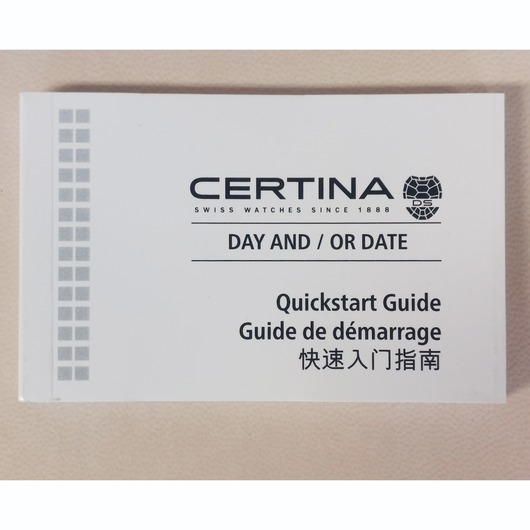 CERTINA
DS
SWISS WATCHES SINCE 1888
DAY AND / OR DATE
Quickstart Guide
Guide de démarrage
快速入门指南